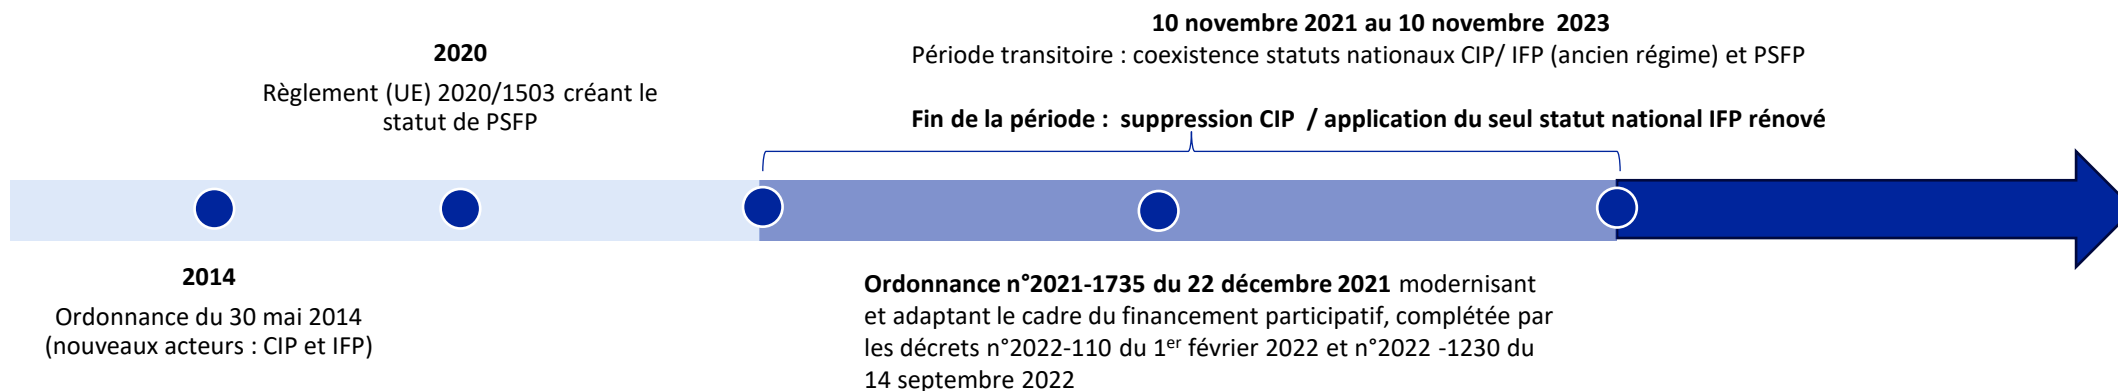 2014
Ordonnance du 30 mai 2014
(nouveaux acteurs : CIP et IFP)
2020
Règlement (UE) 2020/1503 créant le
statut de PSFP
10 novembre 2021 au 10 novembre 2023
Période transitoire : coexistence statuts nationaux CIP/ IFP (ancien régime) et PSFP
Fin de la période : suppression CIP / application du seul statut national IFP rénové
Ordonnance n°2021-1735 du 22 décembre 2021 modernisant
et adaptant le cadre du financement participatif, complétée par
les décrets n°2022-110 du 1er février 2022 et n°2022 -1230 du
14 septembre 2022